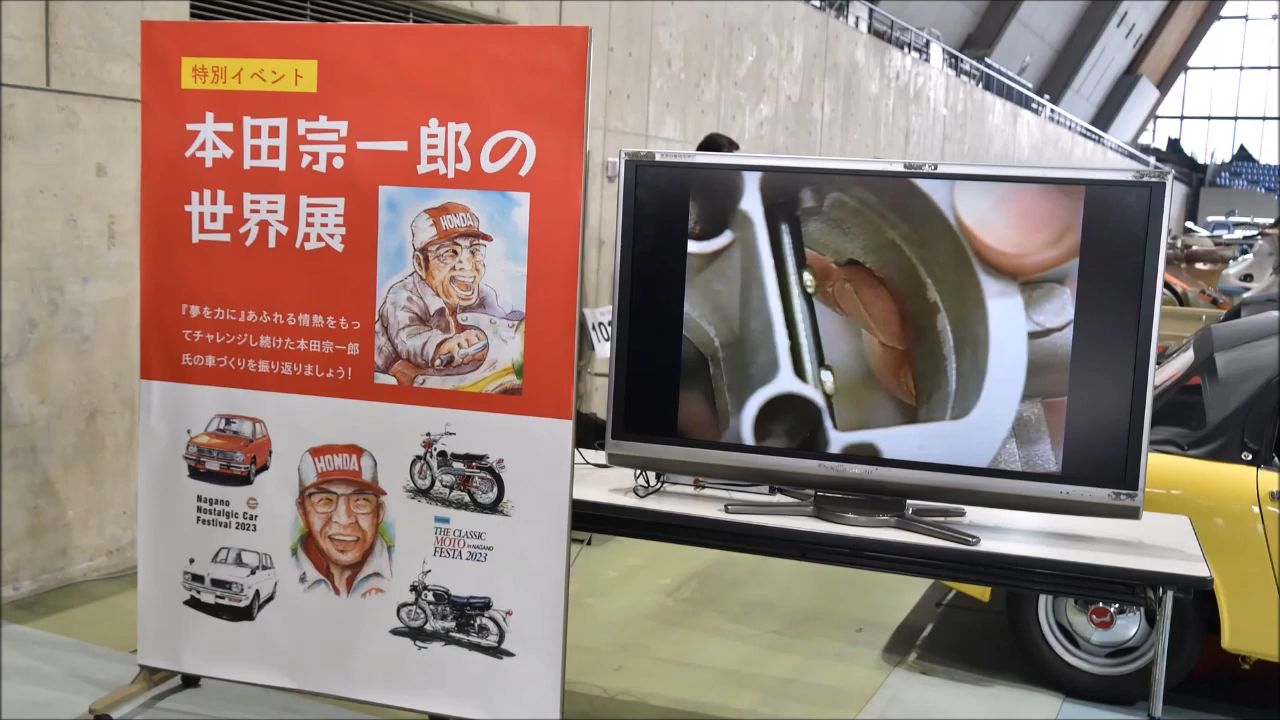 特別イベント
本田宗一郎の
世界展
HONDA
『夢を力に』あふれる情熱をもっ
てチャレンジし続けた本田宗一郎
氏の車づくりを振り返りましょう!
HONDA
Nagano
Nostalgic Car
Festival 2023
THE CLASSIC
MOTO in NAGANO
FESTA 2023